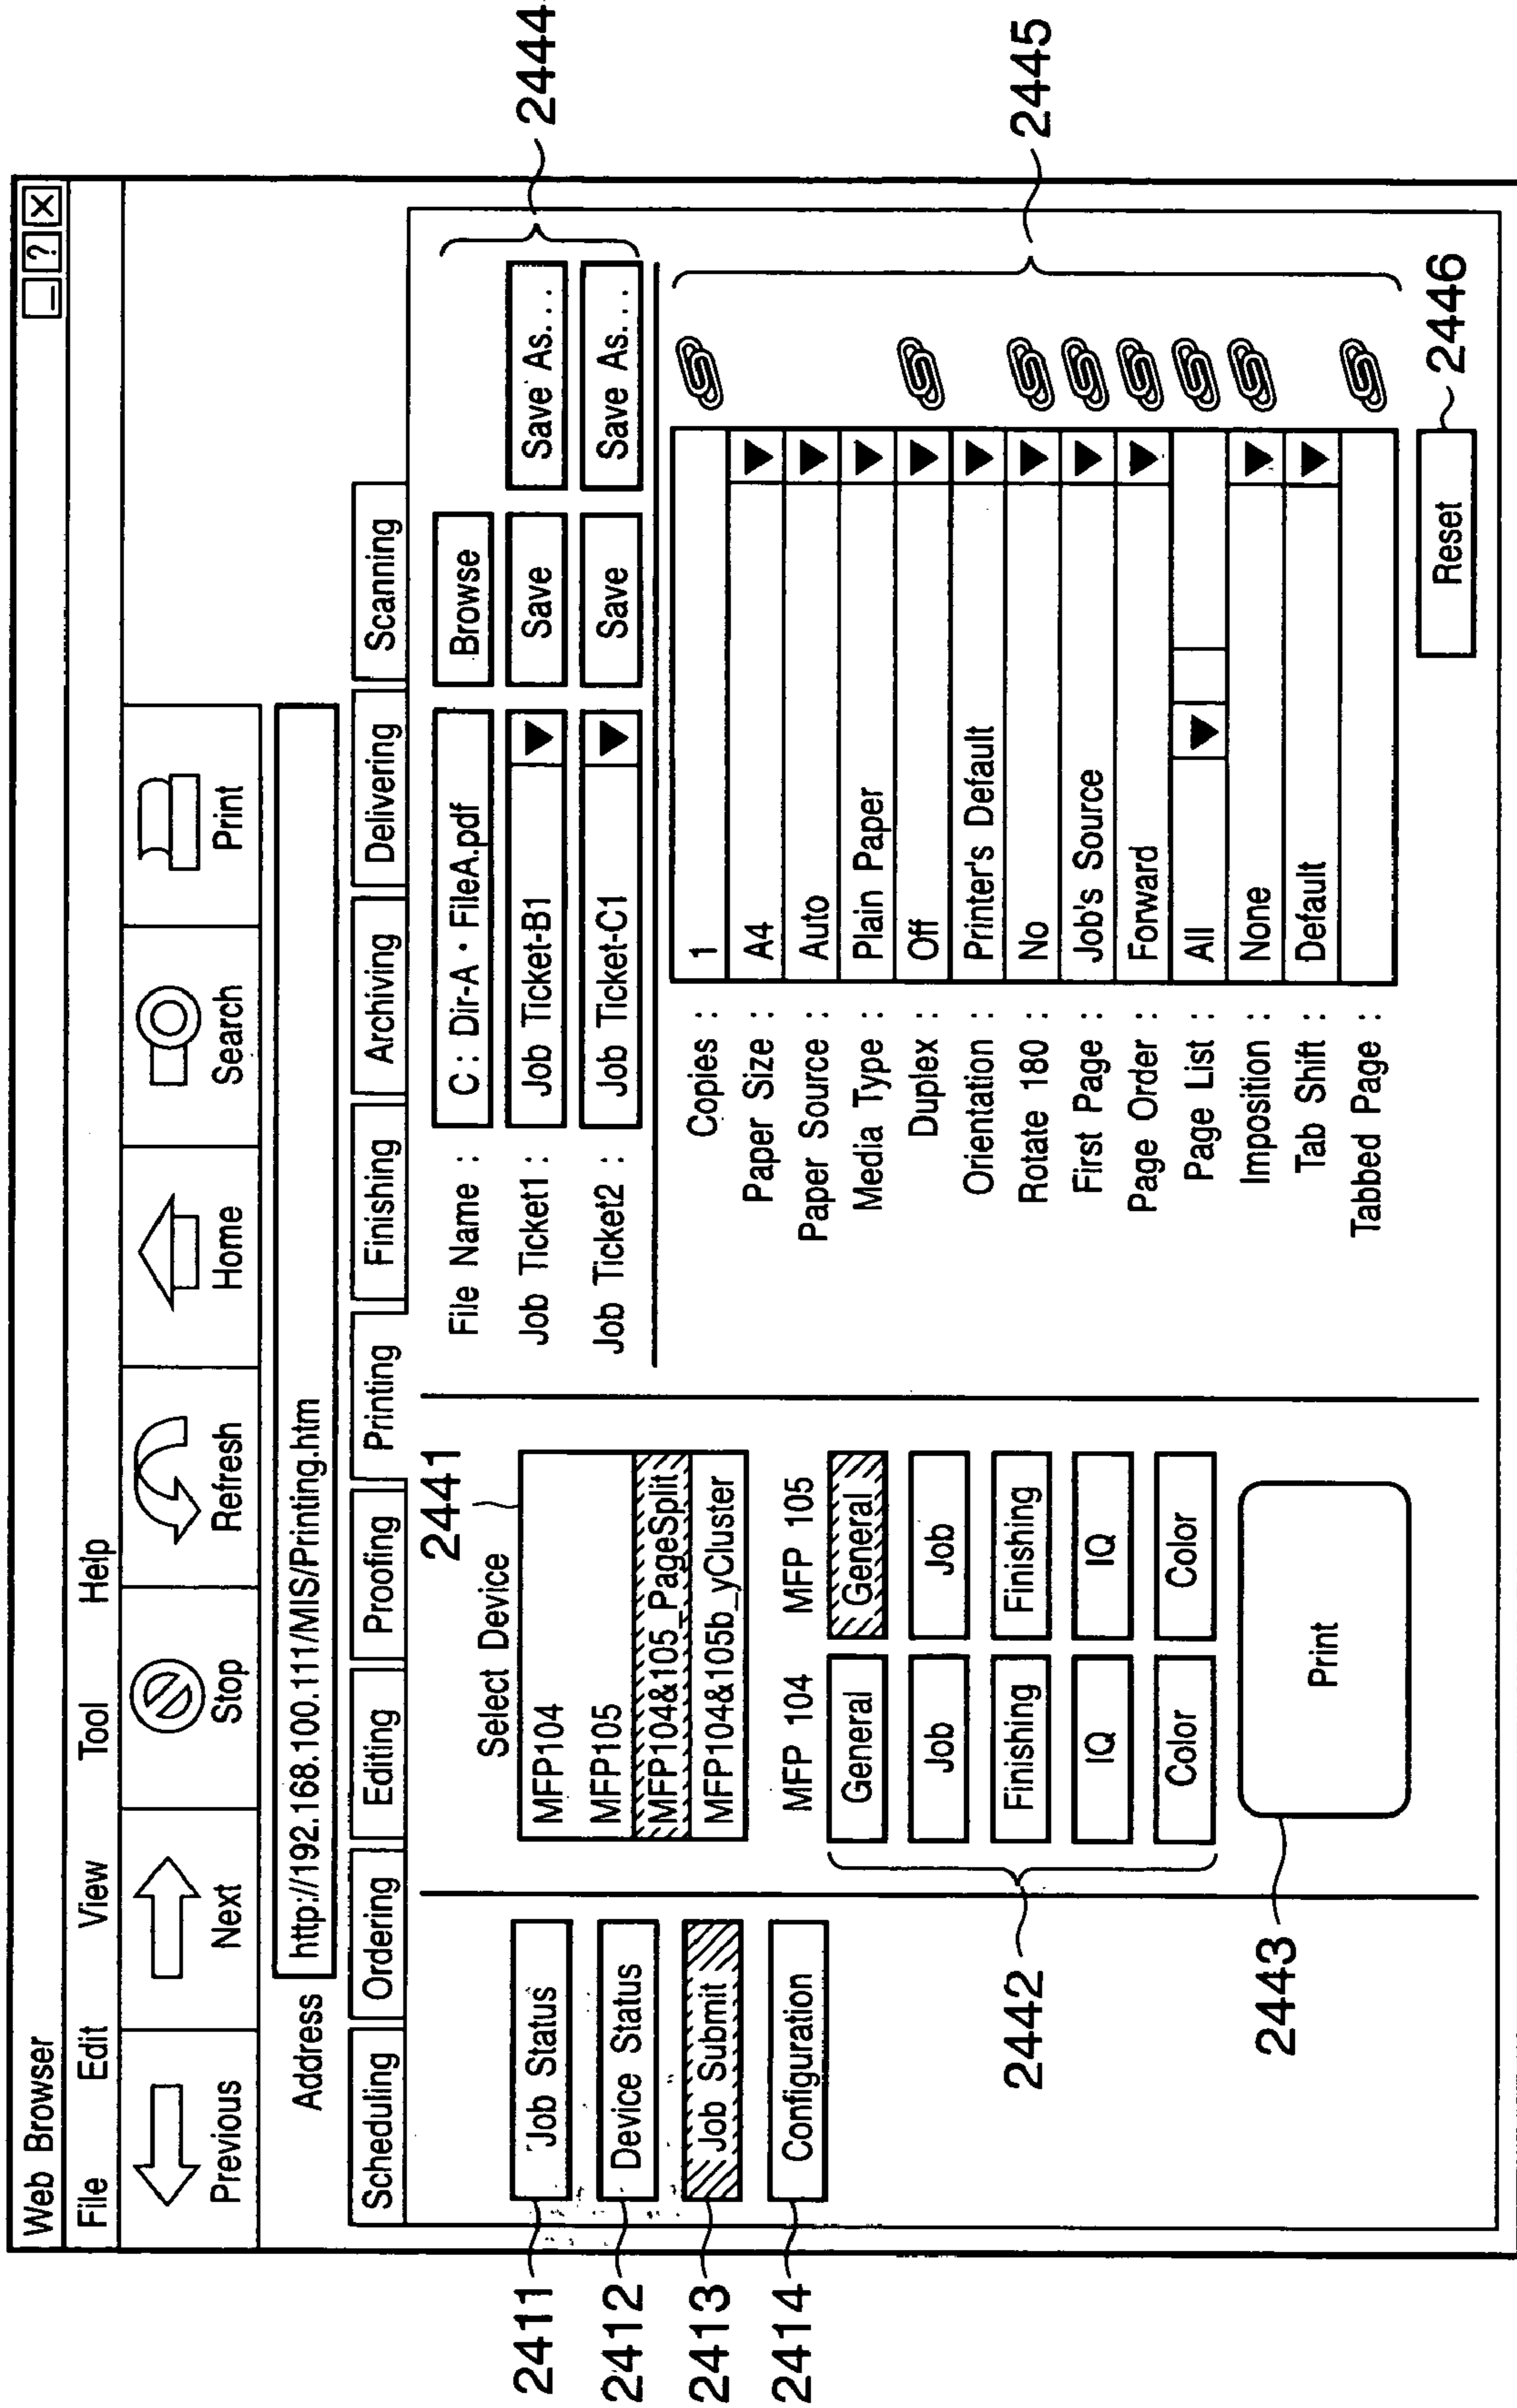 Web Browser _ ? X
File Edit View Tool Help
Previous Next Stop Refresh Home Search Print
Address http://192.168.100.111/MIS/Printing.htm
Scheduling Ordering Editing Proofing Printing Finishing Archiving Delivering Scanning
2411
Job Status
2412
Device Status
2413
Job Submit
2414
Configuration
2441
Select Device
MFP104
MFP105
MFP104&105_PageSplit
MFP104&105b_yCluster
MFP 104 MFP 105
General General
Job Job
Finishing Finishing
IQ IQ
Color Color
2442
Print
2443
File Name : C : Dir-A・FileA.pdf Browse
Job Ticket1 : Job Ticket-B1 Save Save As...
Job Ticket2 : Job Ticket-C1 Save Save As...
2444
Copies : 1
Paper Size : A4
Paper Source : Auto
Media Type : Plain Paper
Duplex : Off
Orientation : Printer's Default
Rotate 180 : No
First Page : Job's Source
Page Order : Forward
Page List : All
Imposition : None
Tab Shift : Default
Tabbed Page :
2445
Reset
2446